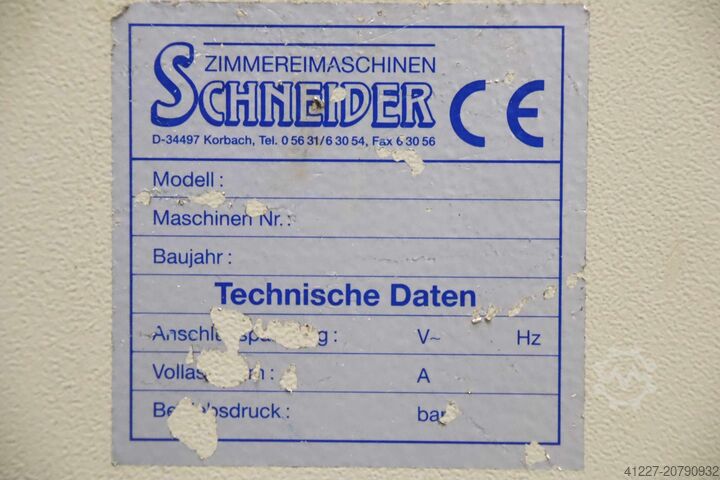 ZIMMEREIMASCHINEN
SCHNEIDER CE
D-34497 Korbach, Tel. 0 56 31/6 30 54, Fax 6 30 56
Modell :
Maschinen Nr. :
Baujahr :
Technische Daten
V~ Hz
A
bar
41227-20790932